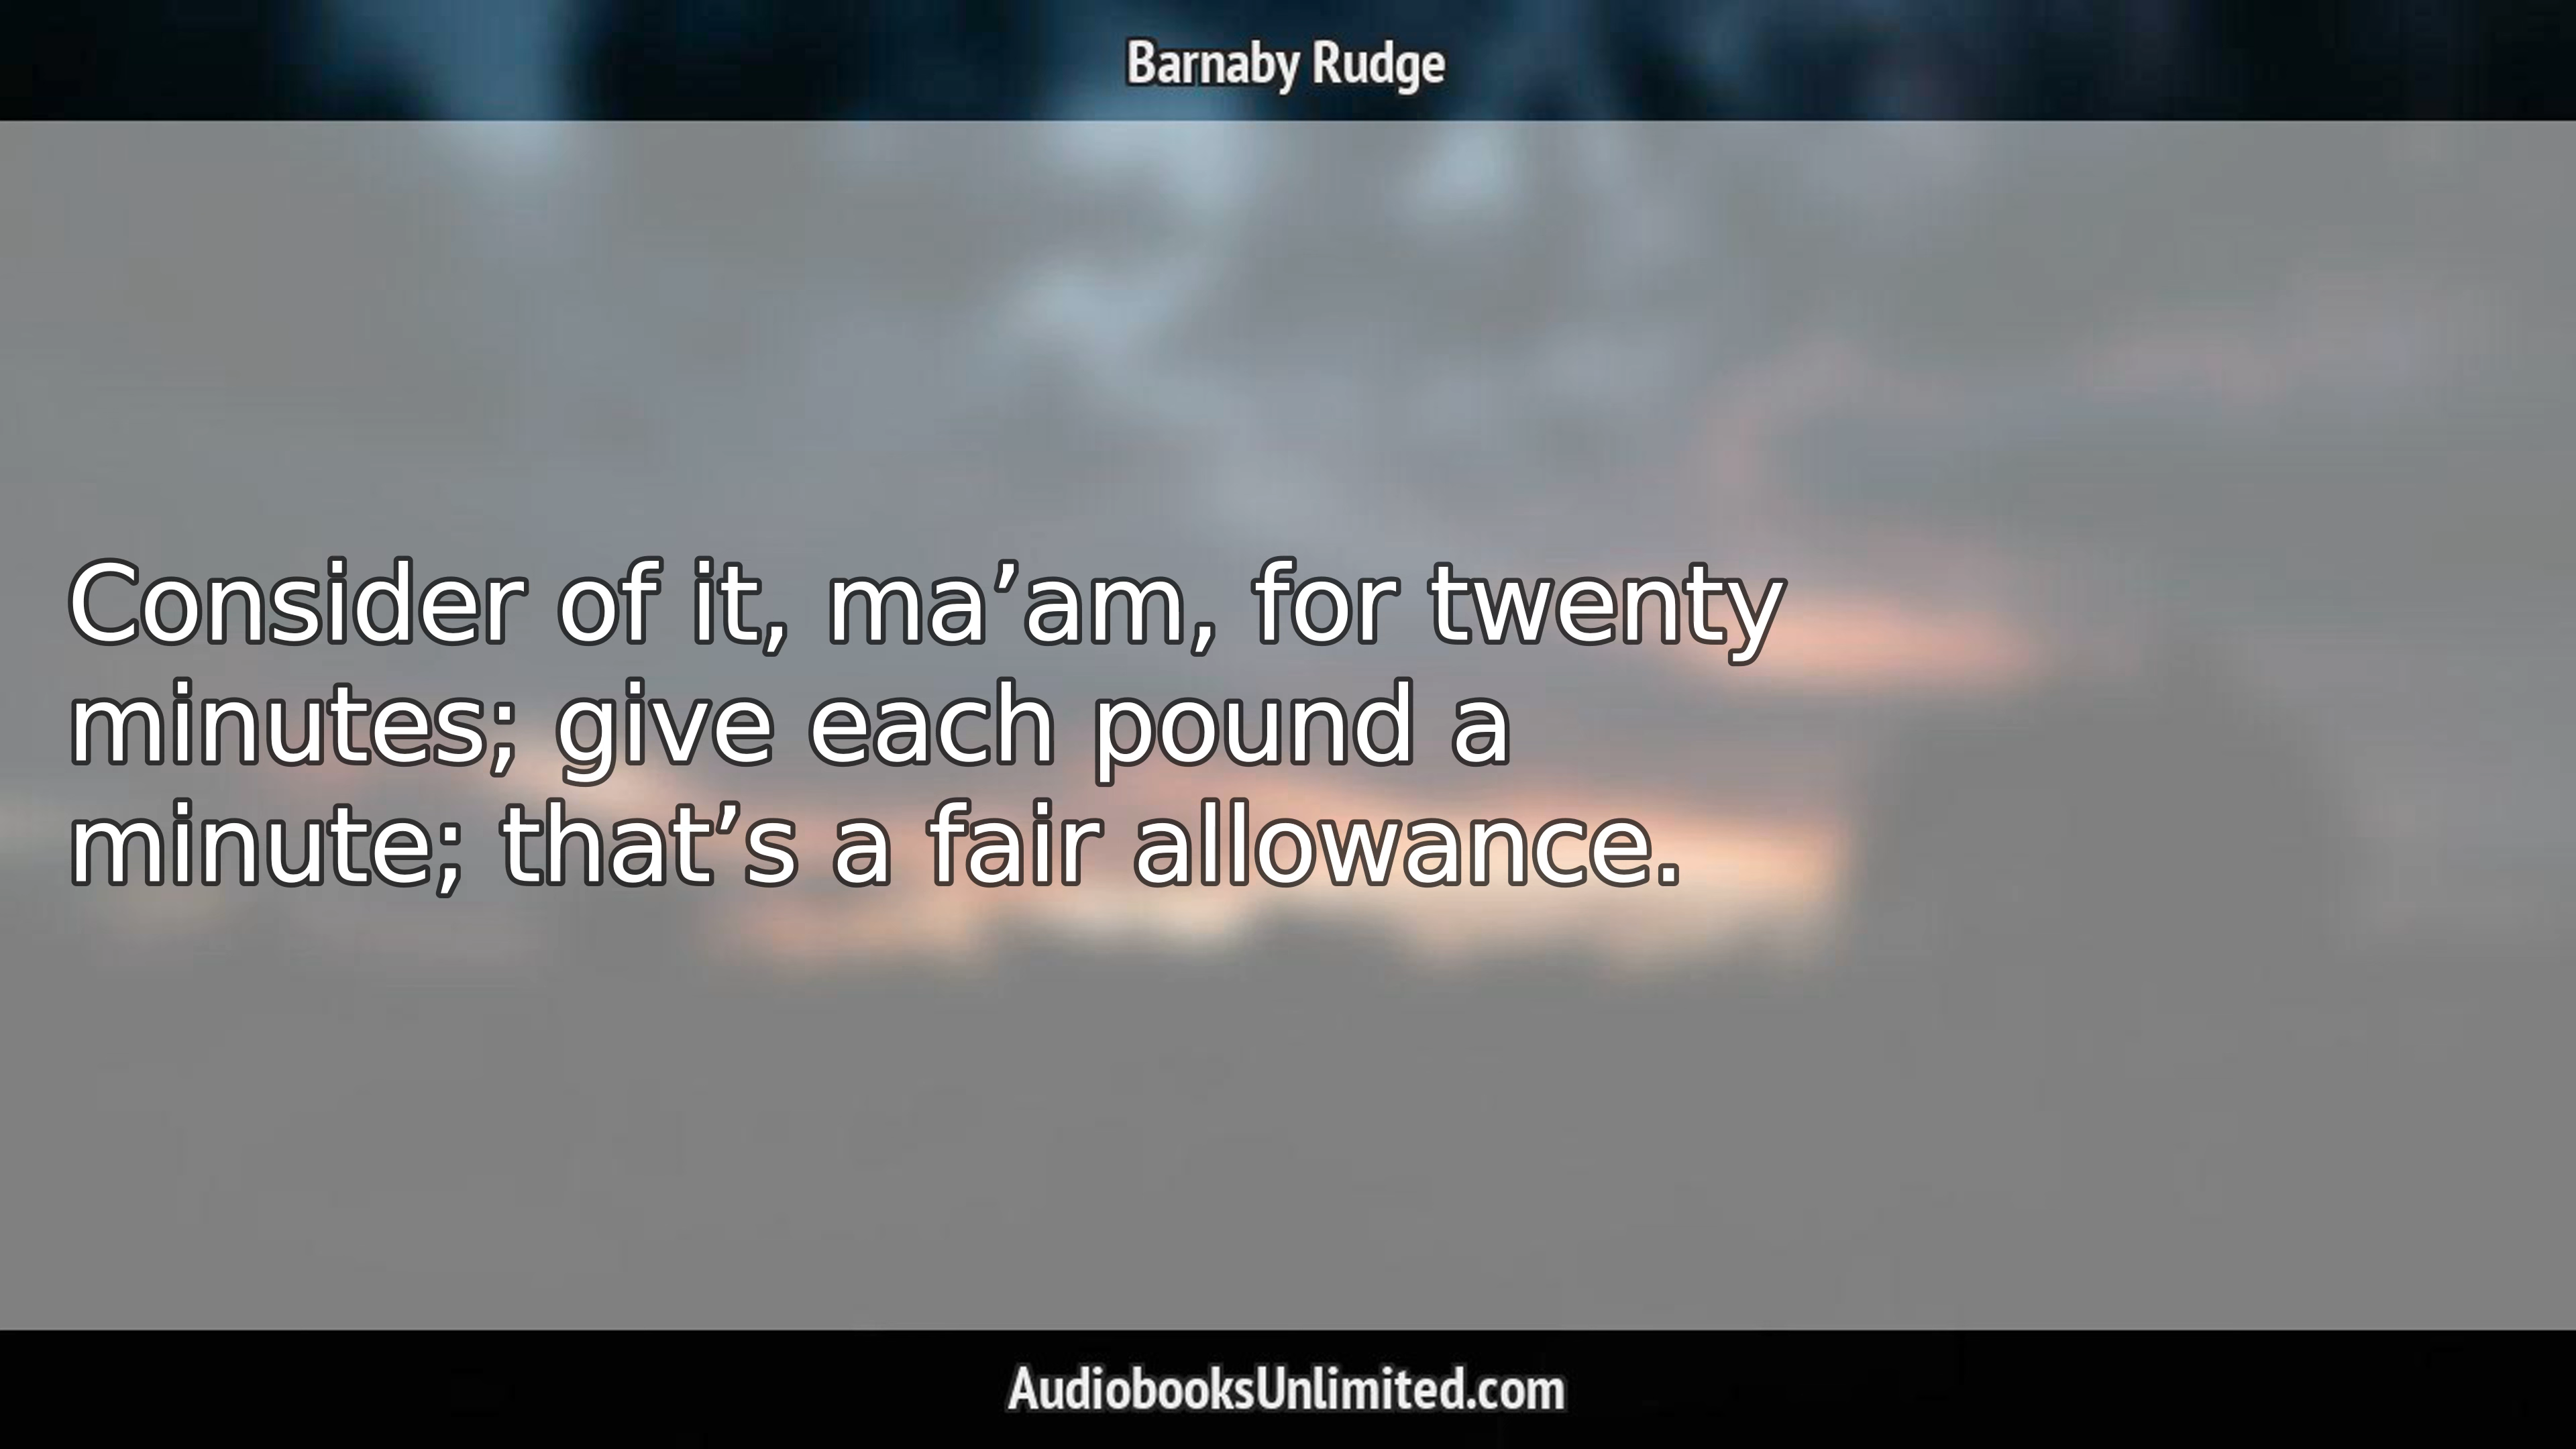 Barnaby Rudge
Consider of it, ma’am, for twenty
minutes; give each pound a
minute; that’s a fair allowance.
AudiobooksUnlimited.com